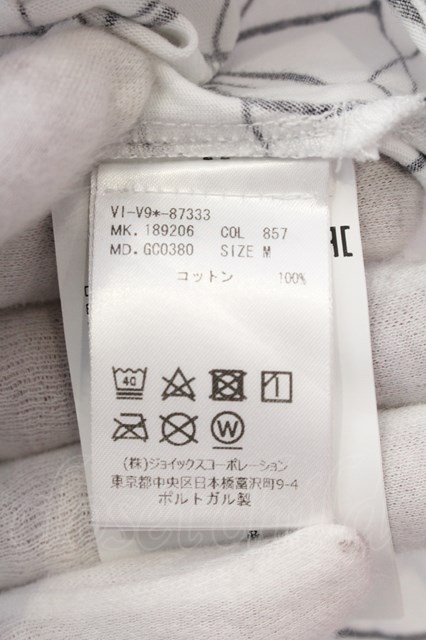 VI-V9*-87333
MK. 189206 COL 857
MD. GC0380 SIZE M
コットン 100%
40
W
(株)ジョイックスコーポレーション
東京都中央区日本橋富沢町9-4
ポルトガル製